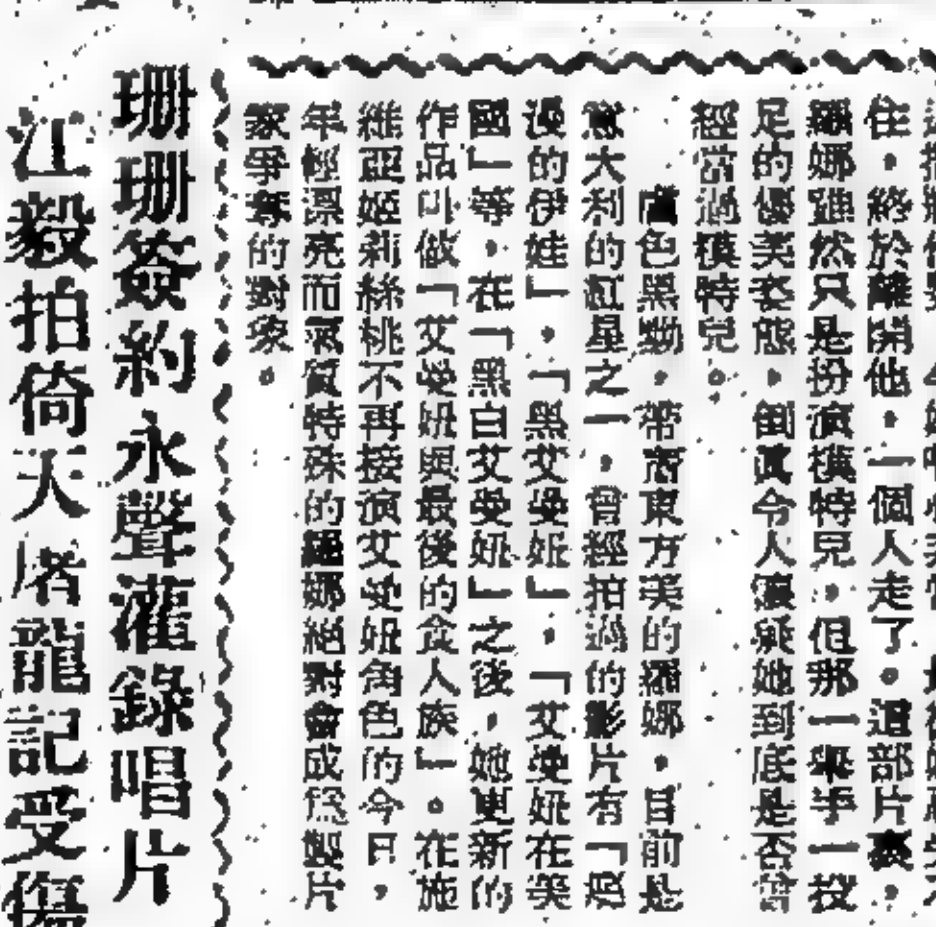 住,終於離開他,一個人走了。這部片裏,
羅娜雖然只是扮演模特兒,但那一舉手一投
足的優美姿態,倒眞令人懷疑她到底是否曾
經當過模特兒。
膚色黑黝,帶有東方美的羅娜,目前是
意大利的紅星之一,曾經拍過的影片有「
漫的伊娃」,「黑艾曼妮」,「艾曼妮在美
國」等,在「黑白艾曼妮」之後,她更新的
作品叫做「艾曼妮與最後的食人族」。在施
維亞姬莉絲桃不再接演艾曼妮角色的今日,
年輕漂亮而氣質特殊的羅娜絕對會成爲製片
家爭奪的對象。
珊珊簽約永聲灌錄唱片
江毅拍倚天屠龍記受傷